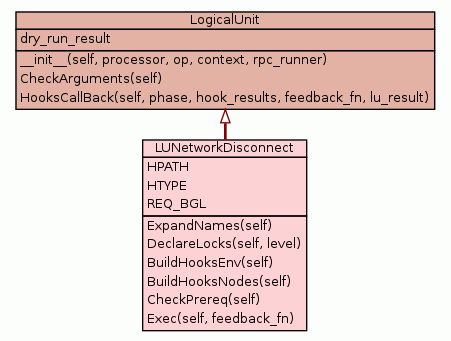 LogicalUnit
dry_run_result
__init__(self, processor, op, context, rpc_runner)
CheckArguments(self)
HooksCallBack(self, phase, hook_results, feedback_fn, lu_result)
LUNetworkDisconnect
HPATH
HTYPE
REQ_BGL
ExpandNames(self)
DeclareLocks(self, level)
BuildHooksEnv(self)
BuildHooksNodes(self)
CheckPrereq(self)
Exec(self, feedback_fn)